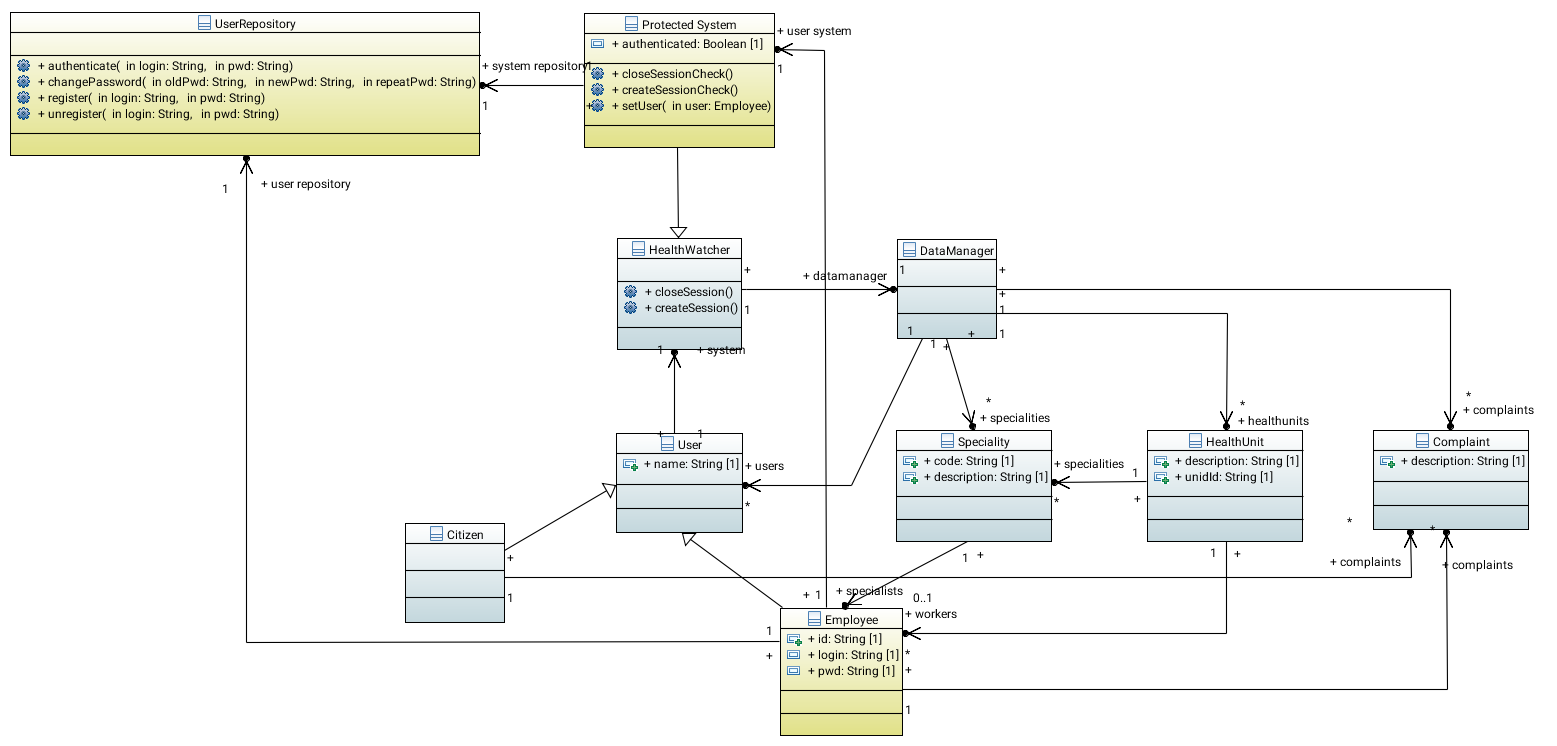 UserRepository
+ authenticate(  in login: String,  in pwd: String)
+ changePassword(  in oldPwd: String,  in newPwd: String,  in repeatPwd: String)
+ register(  in login: String,  in pwd: String)
+ unregister(  in login: String,  in pwd: String)
+ system repository
1
1
+
Protected System
+ authenticated: Boolean [1]
+ closeSessionCheck()
+ createSessionCheck()
+ setUser(  in user: Employee)
+ user system
1
1
+ user repository
HealthWatcher
+ closeSession()
+ createSession()
+
1
+ datamanager
1
DataManager
+
+
1
1
+
1
1
+
1
+ system
+
1
User
+ name: String [1]
+ users
*
*
+ specialities
Speciality
+ code: String [1]
+ description: String [1]
+ specialities
*
1
+
*
+ healthunits
HealthUnit
+ description: String [1]
+ unidId: String [1]
*
+ complaints
Complaint
+ description: String [1]
*
*
+ complaints
+ complaints
Citizen
+
1
1
+
1
+
+ 1
+ specialists
0..1
+ workers
*
+
1
1
+
Employee
+ id: String [1]
+ login: String [1]
+ pwd: String [1]